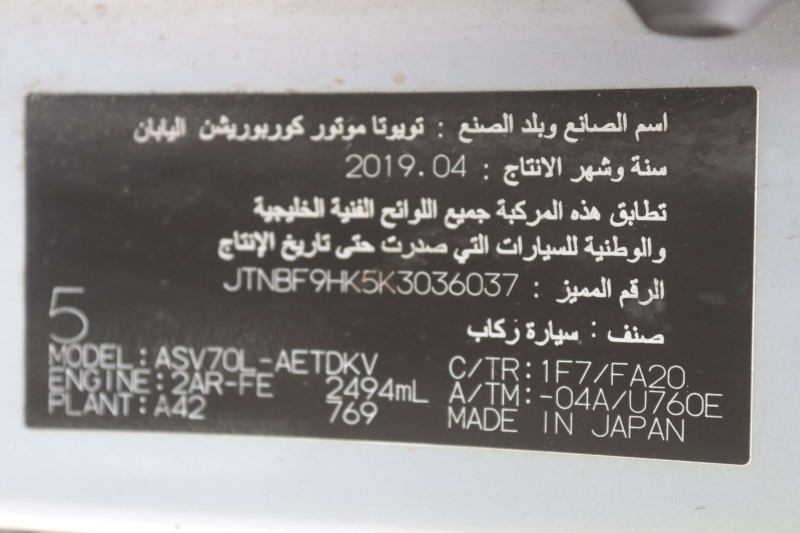 اسم الصانع وبلد الصنع : تويوتا موتور كوربوريشن اليابان
سنة وشهر الانتاج : 2019.04
تطابق هذه المركبة جميع اللوائح الفنية الخليجية
والوطنية للسيارات التي صدرت حتى تاريخ الإنتاج
الرقم المميز : JTNBF9HK5K3036037
صنف : سيارة ركاب
5
MODEL: ASV70L-AETDKV C/TR: 1F7/FA20
ENGINE: 2AR-FE 2494mL A/TM: -04A/U760E
PLANT: A42 769 MADE IN JAPAN